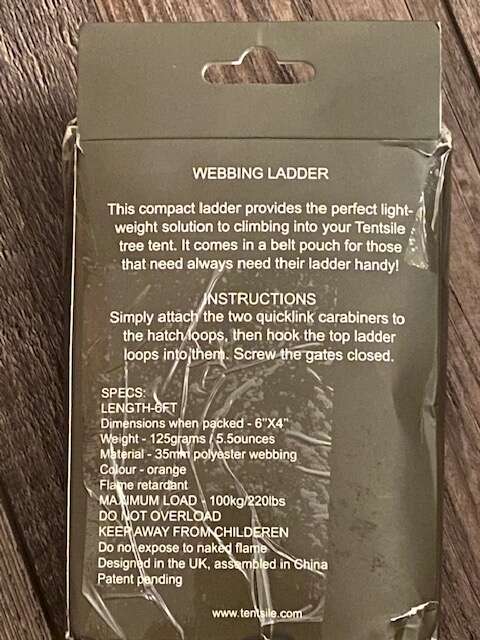 WEBBING LADDER
This compact ladder provides the perfect light-
weight solution to climbing into your Tentsile
tree tent. It comes in a belt pouch for those
that need always need their ladder handy!
INSTRUCTIONS
Simply attach the two quicklink carabiners to
the hatch loops, then hook the top ladder
loops into them. Screw the gates closed.
SPECS:
LENGTH-6FT
Dimensions when packed - 6"X4"
Weight - 125grams / 5.5ounces
Material - 35mm polyester webbing
Colour - orange
Flame retardant
MAXIMUM LOAD - 100kg/220lbs
DO NOT OVERLOAD
KEEP AWAY FROM CHILDEREN
Do not expose to naked flame
Designed in the UK, assembled in China
Patent pending
www.tentsile.com